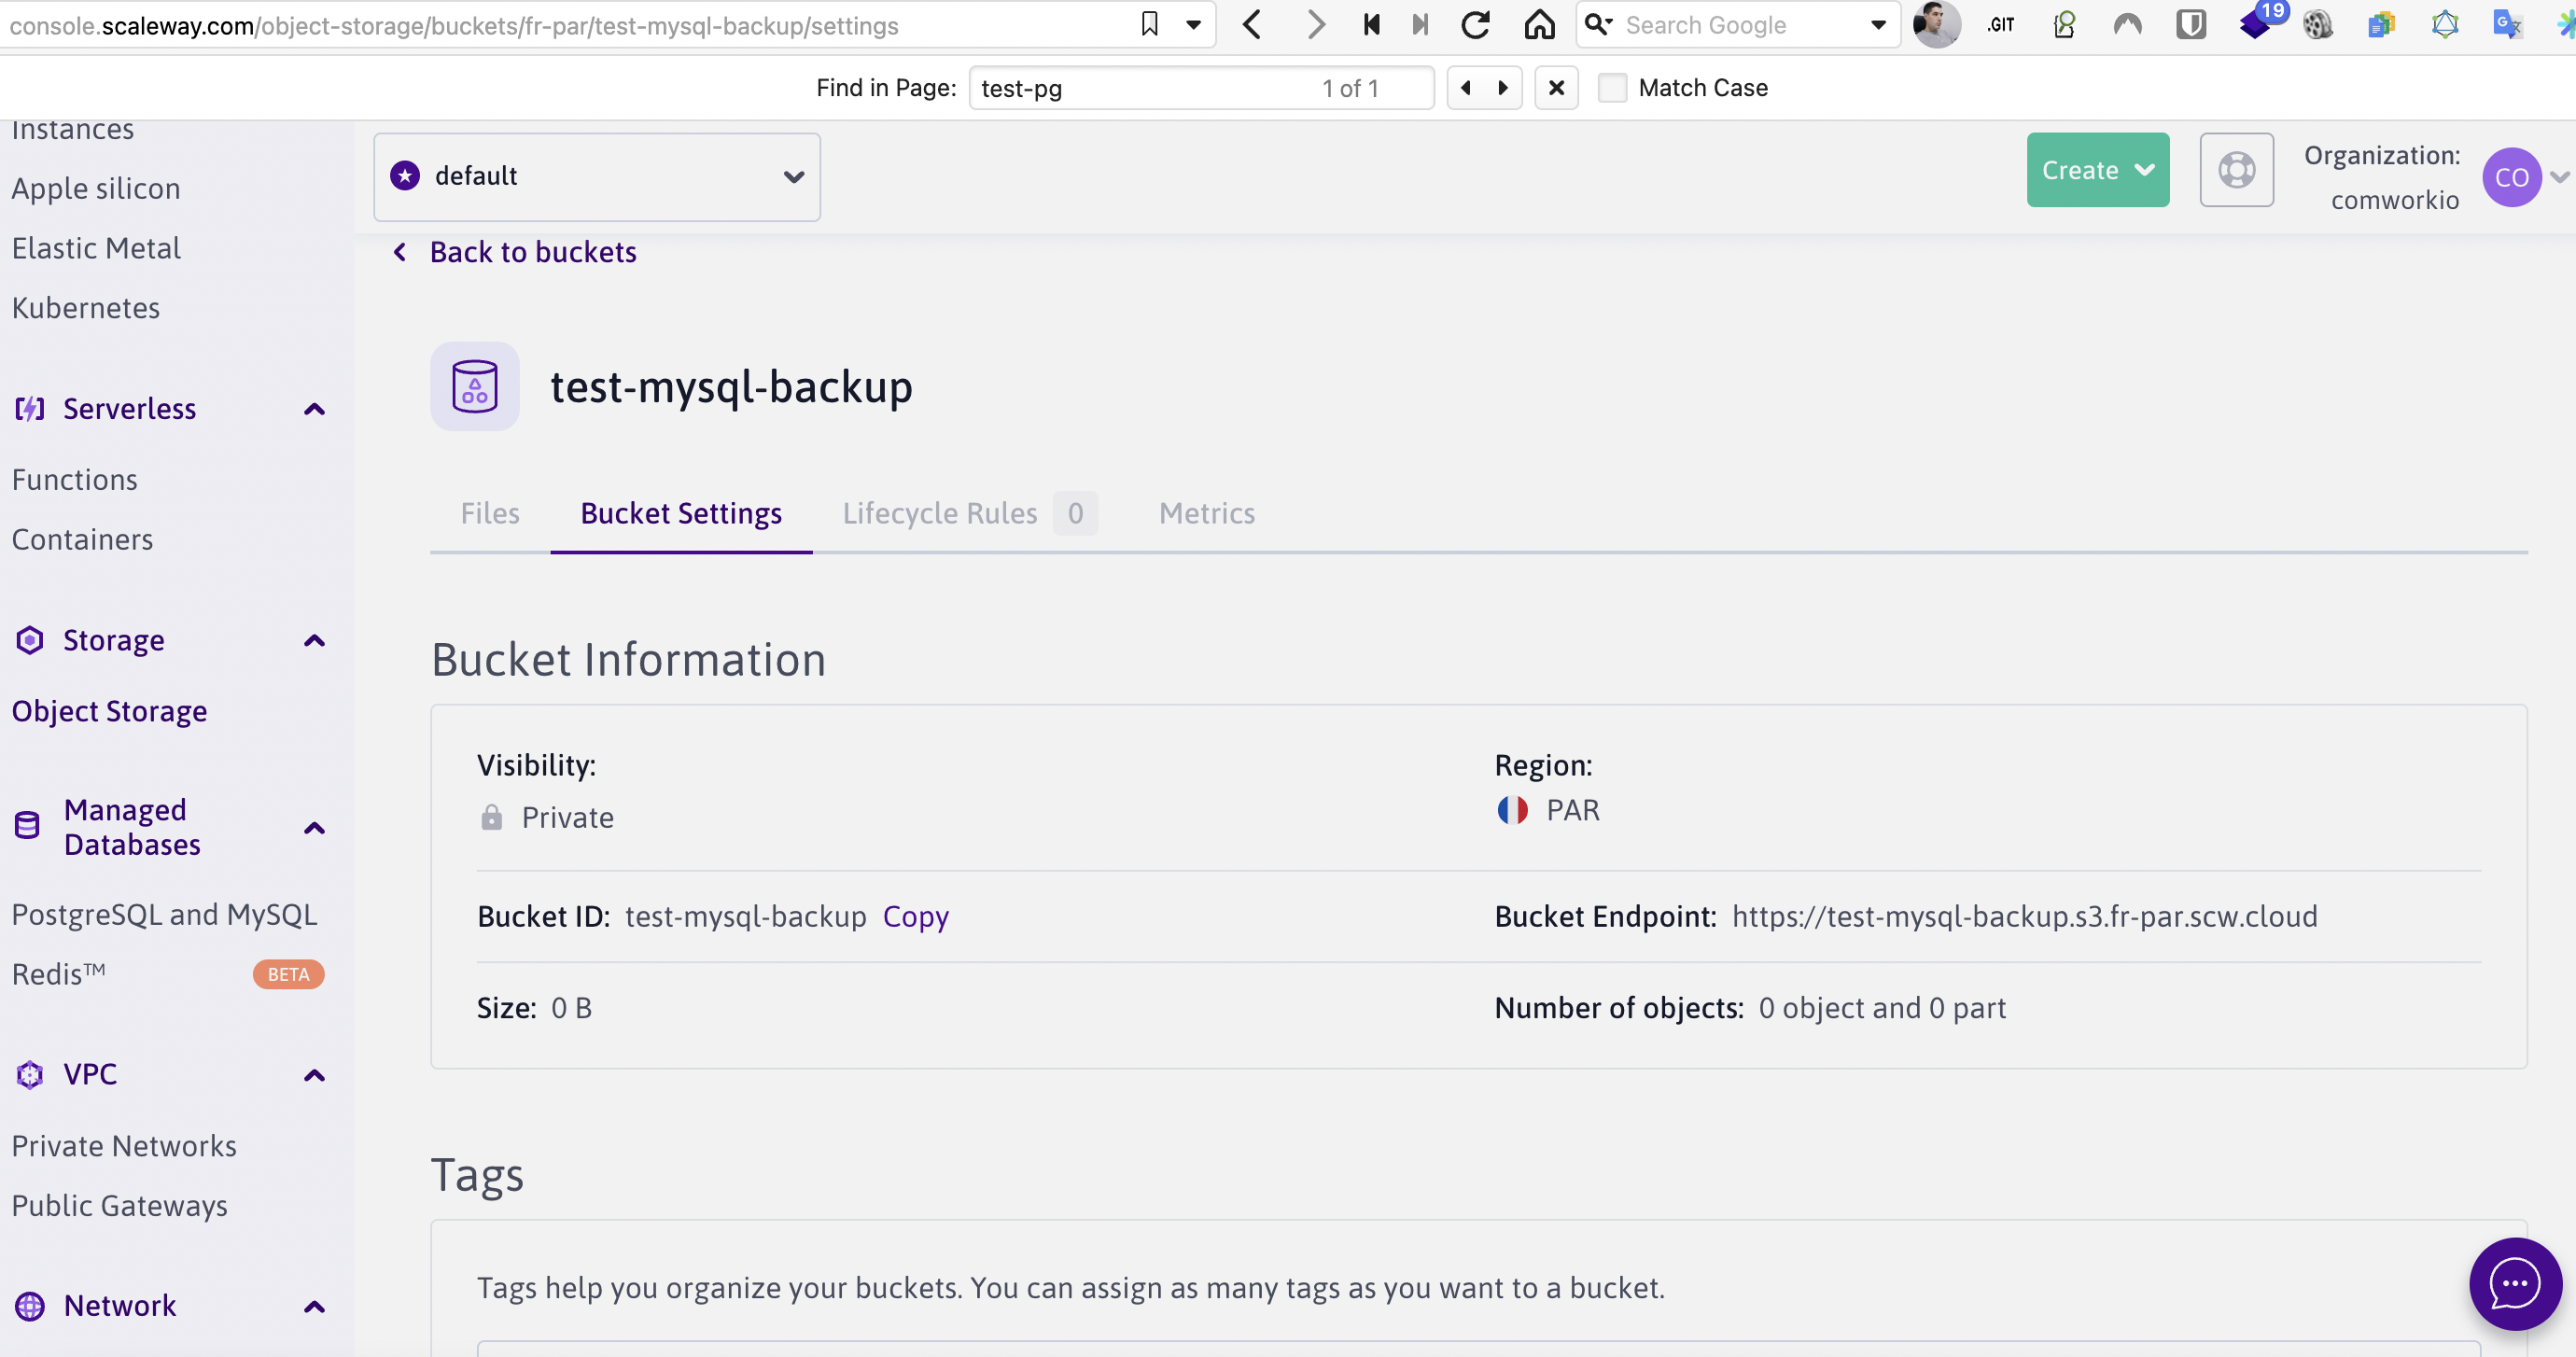 console.scaleway.com/object-storage/buckets/fr-par/test-mysql-backup/settings
Search Google
.GIT
19
Find in Page: test-pg 1 of 1 Match Case
Instances
Apple silicon
Elastic Metal
Kubernetes
Serverless
Functions
Containers
Storage
Object Storage
Managed
Databases
PostgreSQL and MySQL
Redis™ BETA
VPC
Private Networks
Public Gateways
Network
default
Create
Organization:
comworkio
CO
Back to buckets
test-mysql-backup
Files Bucket Settings Lifecycle Rules 0 Metrics
Bucket Information
Visibility:
Private
Region:
PAR
Bucket ID: test-mysql-backup Copy
Bucket Endpoint: https://test-mysql-backup.s3.fr-par.scw.cloud
Size: 0 B
Number of objects: 0 object and 0 part
Tags
Tags help you organize your buckets. You can assign as many tags as you want to a bucket.